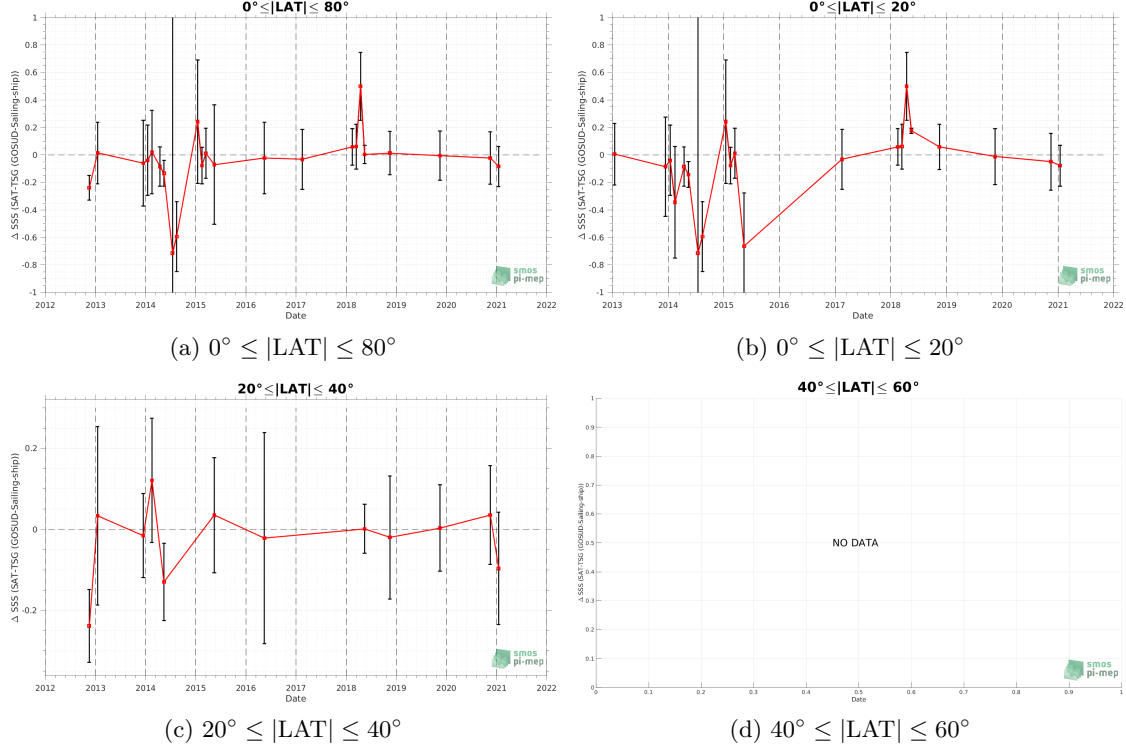 0°≤|LAT|≤ 80°
1
0.8
0.6
0.4
0.2
0
-0.2
-0.4
-0.6
-0.8
-1
Δ SSS (SAT-TSG (GOSUD-Sailing-ship))
2012 2013 2014 2015 2016 2017 2018 2019 2020 2021 2022
Date
smos
pi-mep
(a) 0° ≤ |LAT| ≤ 80°
0°≤|LAT|≤ 20°
1
0.8
0.6
0.4
0.2
0
-0.2
-0.4
-0.6
-0.8
-1
Δ SSS (SAT-TSG (GOSUD-Sailing-ship))
2013 2014 2015 2016 2017 2018 2019 2020 2021 2022
Date
smos
pi-mep
(b) 0° ≤ |LAT| ≤ 20°
20°≤|LAT|≤ 40°
0.2
0
-0.2
Δ SSS (SAT-TSG (GOSUD-Sailing-ship))
2012 2013 2014 2015 2016 2017 2018 2019 2020 2021 2022
Date
smos
pi-mep
(c) 20° ≤ |LAT| ≤ 40°
40°≤|LAT|≤ 60°
1
0.9
0.8
0.7
0.6
0.5
0.4
0.3
0.2
0.1
0
Δ SSS (SAT-TSG (GOSUD-Sailing-ship))
NO DATA
0 0.1 0.2 0.3 0.4 0.5 0.6 0.7 0.8 0.9 1
Date
smos
pi-mep
(d) 40° ≤ |LAT| ≤ 60°